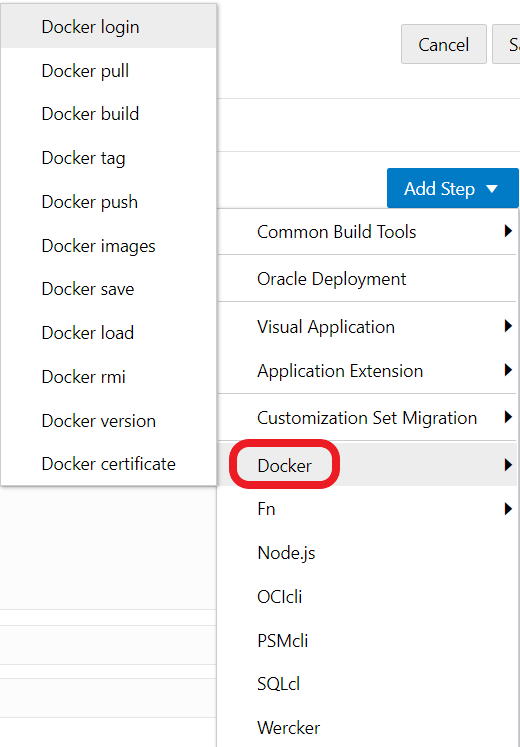 Docker login
Docker pull
Docker build
Docker tag
Docker push
Docker images
Docker save
Docker load
Docker rmi
Docker version
Docker certificate
Cancel
Add Step
Common Build Tools
Oracle Deployment
Visual Application
Application Extension
Customization Set Migration
Docker
Fn
Node.js
OCIcli
PSMcli
SQLcl
Wercker